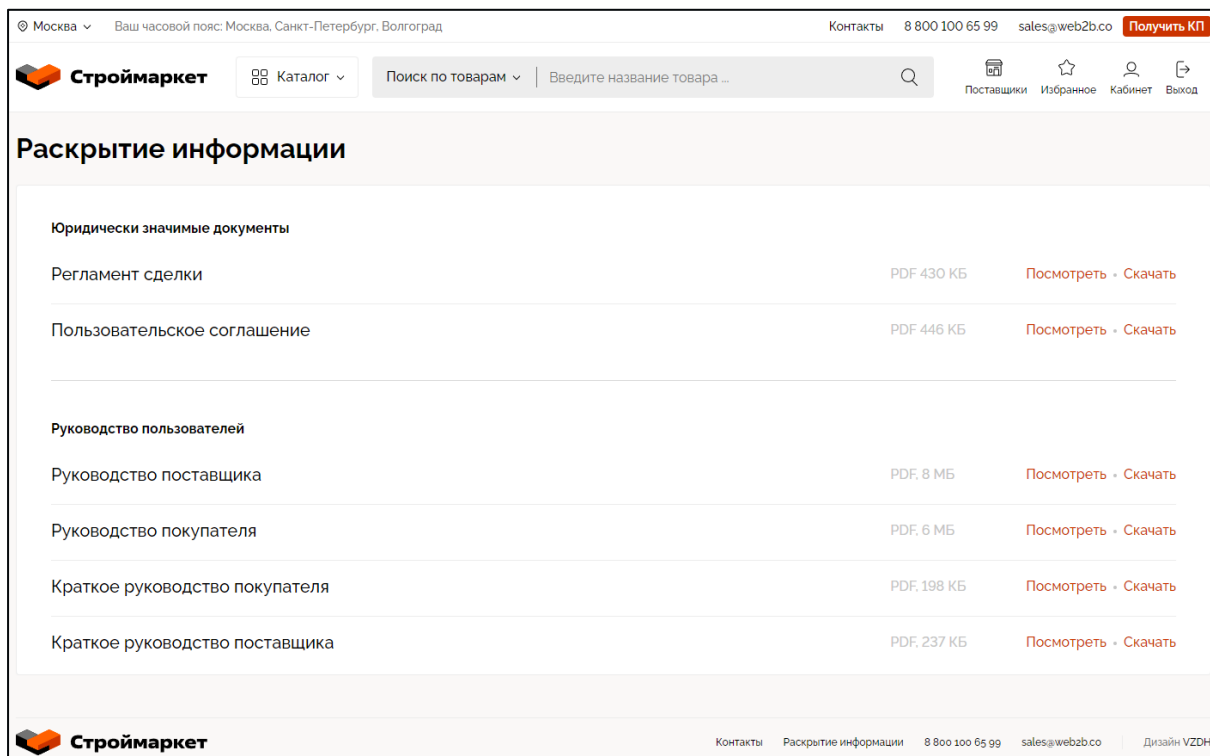 Москва Ваш часовой пояс: Москва, Санкт-Петербург, Волгоград Контакты 8 800 100 65 99 sales@web2b.co Получить КП
Строймаркет Каталог Поиск по товарам Введите название товара ... Поставщики Избранное Кабинет Выход
Раскрытие информации
Юридически значимые документы
Регламент сделки PDF 430 КБ Посмотреть • Скачать
Пользовательское соглашение PDF 446 КБ Посмотреть • Скачать
Руководство пользователей
Руководство поставщика PDF, 8 МБ Посмотреть • Скачать
Руководство покупателя PDF, 6 МБ Посмотреть • Скачать
Краткое руководство покупателя PDF, 198 КБ Посмотреть • Скачать
Краткое руководство поставщика PDF, 237 КБ Посмотреть • Скачать
Строймаркет Контакты Раскрытие информации 8 800 100 65 99 sales@web2b.co Дизайн VZDH